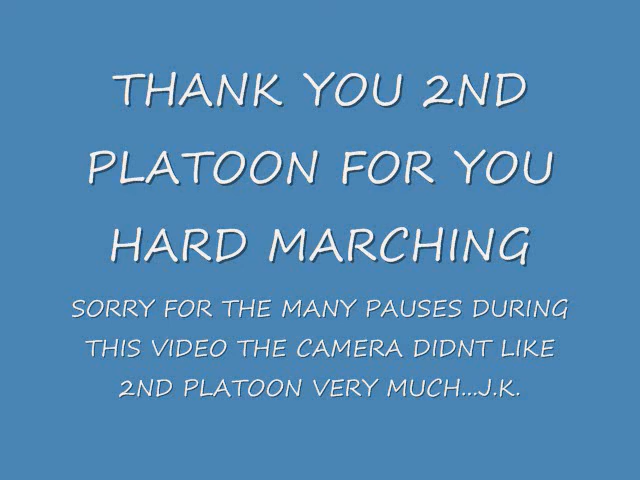 THANK YOU 2ND
PLATOON FOR YOU
HARD MARCHING
SORRY FOR THE MANY PAUSES DURING
THIS VIDEO THE CAMERA DIDNT LIKE
2ND PLATOON VERY MUCH...J.K.